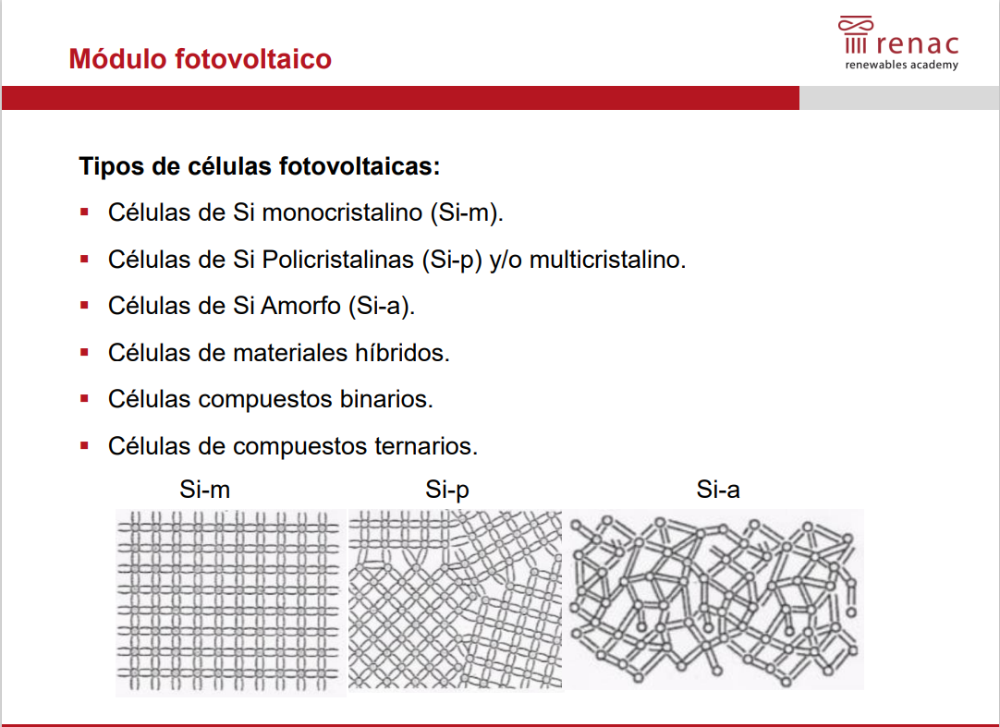 Módulo fotovoltaico
renac
renewables academy
Tipos de células fotovoltaicas:
Células de Si monocristalino (Si-m).
Células de Si Policristalinas (Si-p) y/o multicristalino.
Células de Si Amorfo (Si-a).
Células de materiales híbridos.
Células compuestos binarios.
Células de compuestos ternarios.
Si-m Si-p Si-a